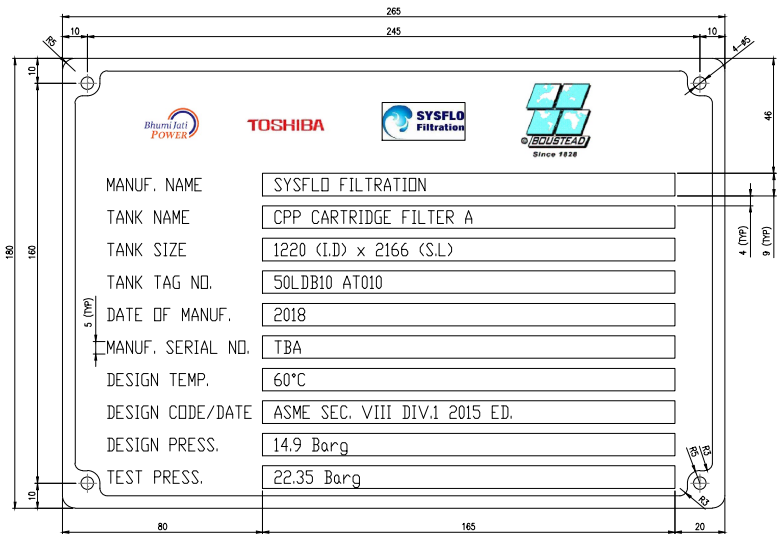 265
10
245
10
R5
4-ø5
10
46
Bhumi Jati
POWER
TOSHIBA
SYSFLO
Filtration
® BOUSTEAD
Since 1828
MANUF. NAME SYSFLO FILTRATION
TANK NAME CPP CARTRIDGE FILTER A
4 (TYP)
9 (TYP)
180
160
TANK SIZE 1220 (I.D) x 2166 (S.L)
TANK TAG NO. 50LDB10 AT010
DATE OF MANUF. 2018
5 (TYP)
MANUF. SERIAL NO. TBA
DESIGN TEMP. 60°C
DESIGN CODE/DATE ASME SEC. VIII DIV.1 2015 ED.
DESIGN PRESS. 14.9 Barg
R5
R3
TEST PRESS. 22.35 Barg
10
R3
80
165
20